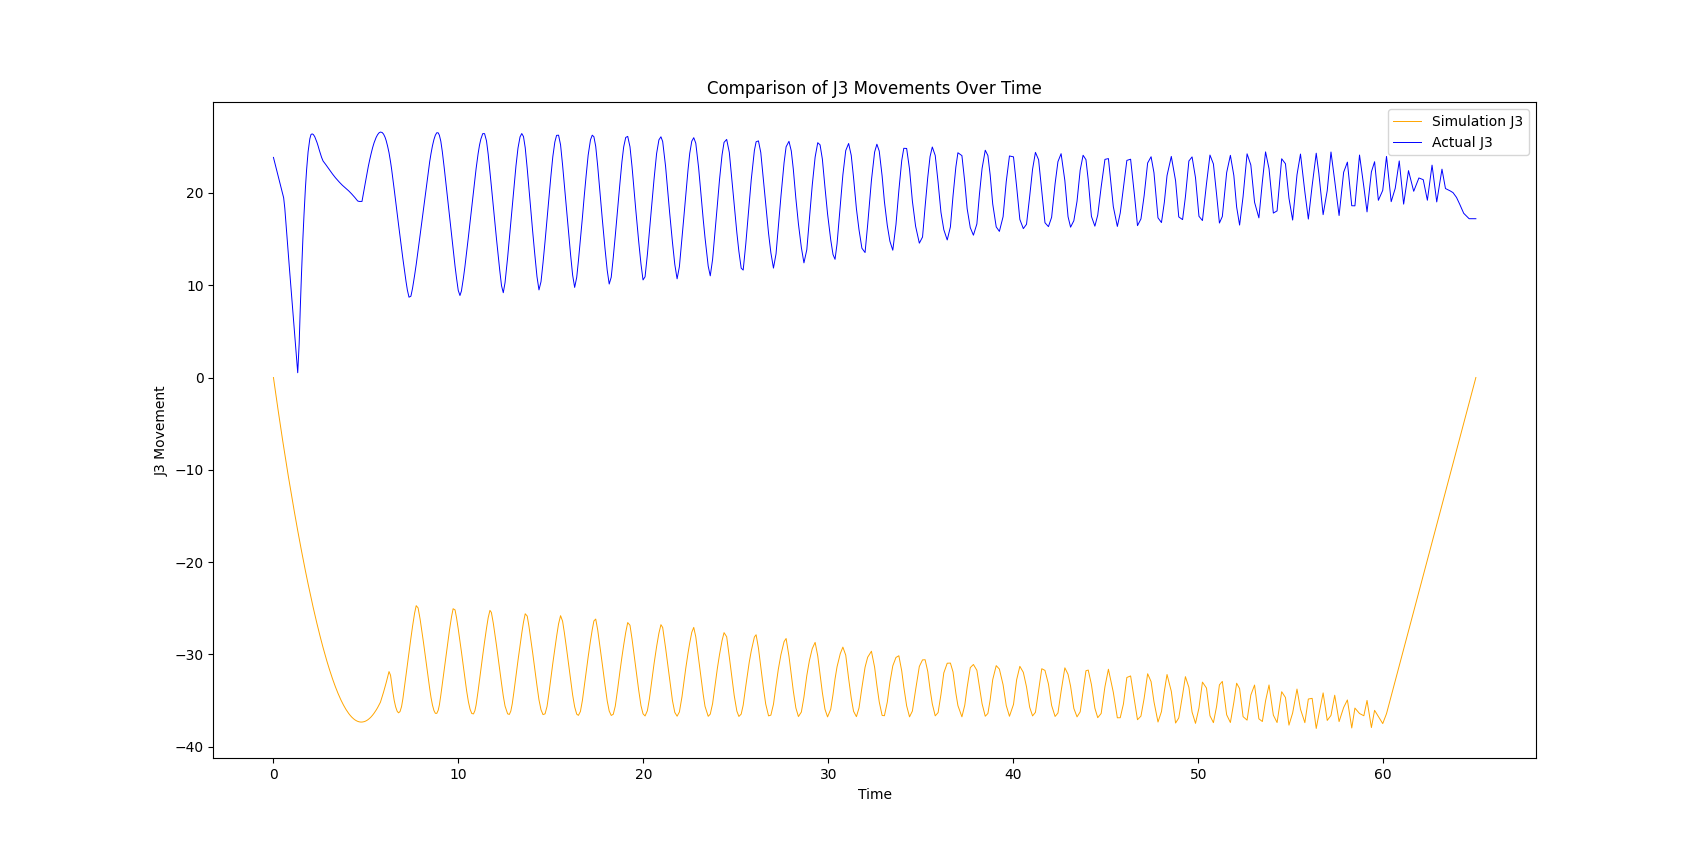 Comparison of J3 Movements Over Time
Simulation J3
Actual J3
J3 Movement
20
10
0
−10
−20
−30
−40
0 10 20 30 40 50 60
Time